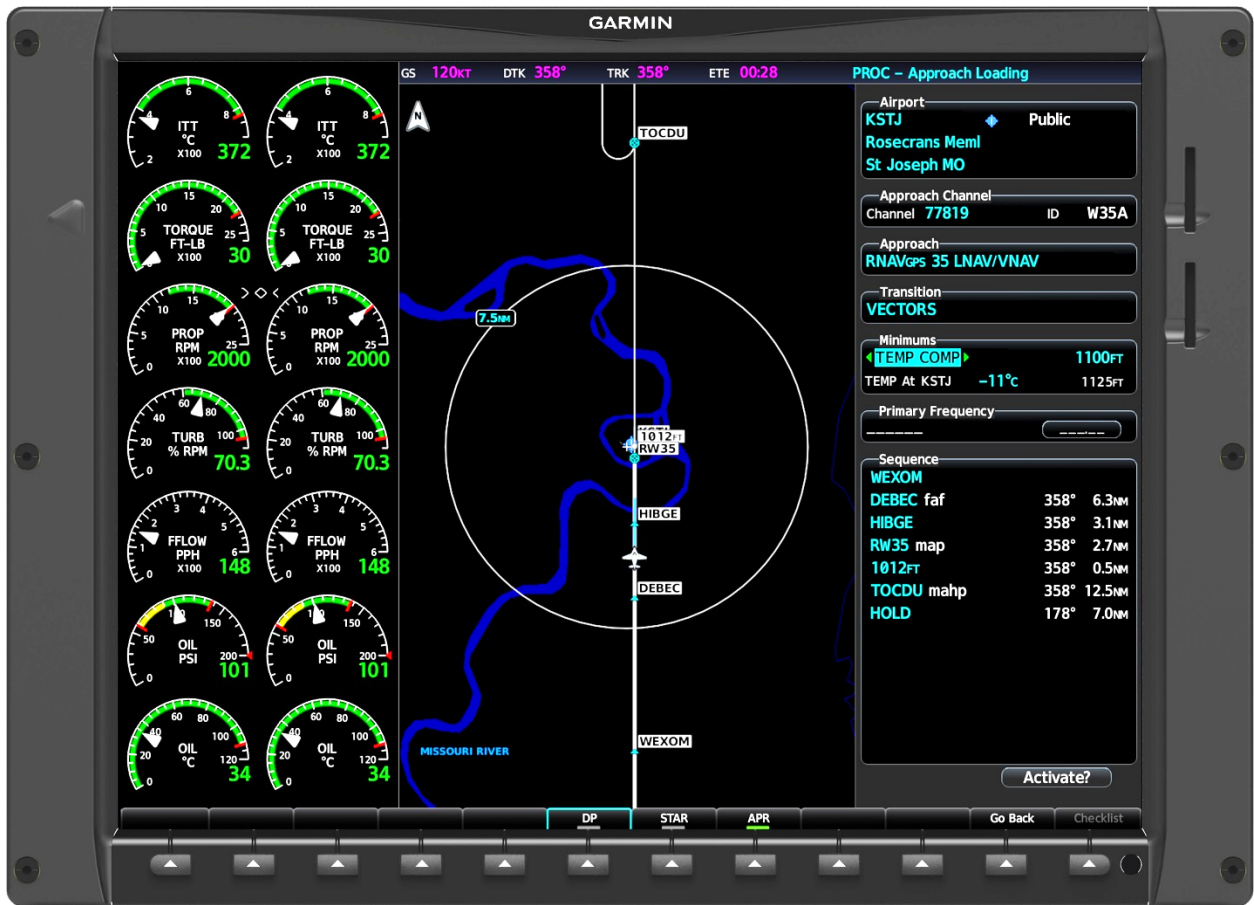 GARMIN
GS 120KT DTK 358° TRK 358° ETE 00:28
PROC – Approach Loading
2 4 6 8
ITT
°C
X100
372
2 4 6 8
ITT
°C
X100
372
0 5 10 15 20 25
TORQUE
FT–LB
X100
30
0 5 10 15 20 25
TORQUE
FT–LB
X100
30
0 5 10 15 25
PROP
RPM
X100
2000
0 5 10 15 25
PROP
RPM
X100
2000
0 20 40 60 80 100
TURB
% RPM
70.3
0 20 40 60 80 100
TURB
% RPM
70.3
0 1 2 3 4 5 6
FFLOW
PPH
X100
148
0 1 2 3 4 5 6
FFLOW
PPH
X100
148
0 50 150 200
OIL
PSI
101
0 50 150 200
OIL
PSI
101
0 20 40 60 80 100 120
OIL
°C
34
0 20 40 60 80 100 120
OIL
°C
34
N
TOCDU
7.5NM
1012FT
RW35
HIBGE
DEBEC
WEXOM
MISSOURI RIVER
Airport
KSTJ Public
Rosecrans Meml
St Joseph MO
Approach Channel
Channel 77819 ID W35A
Approach
RNAVGPS 35 LNAV/VNAV
Transition
VECTORS
Minimums
TEMP COMP 1100FT
TEMP At KSTJ –11°C 1125FT
Primary Frequency
______ ___.__
Sequence
WEXOM
DEBEC faf 358° 6.3NM
HIBGE 358° 3.1NM
RW35 map 358° 2.7NM
1012FT 358° 0.5NM
TOCDU mahp 358° 12.5NM
HOLD 178° 7.0NM
Activate?
DP STAR APR Go Back Checklist